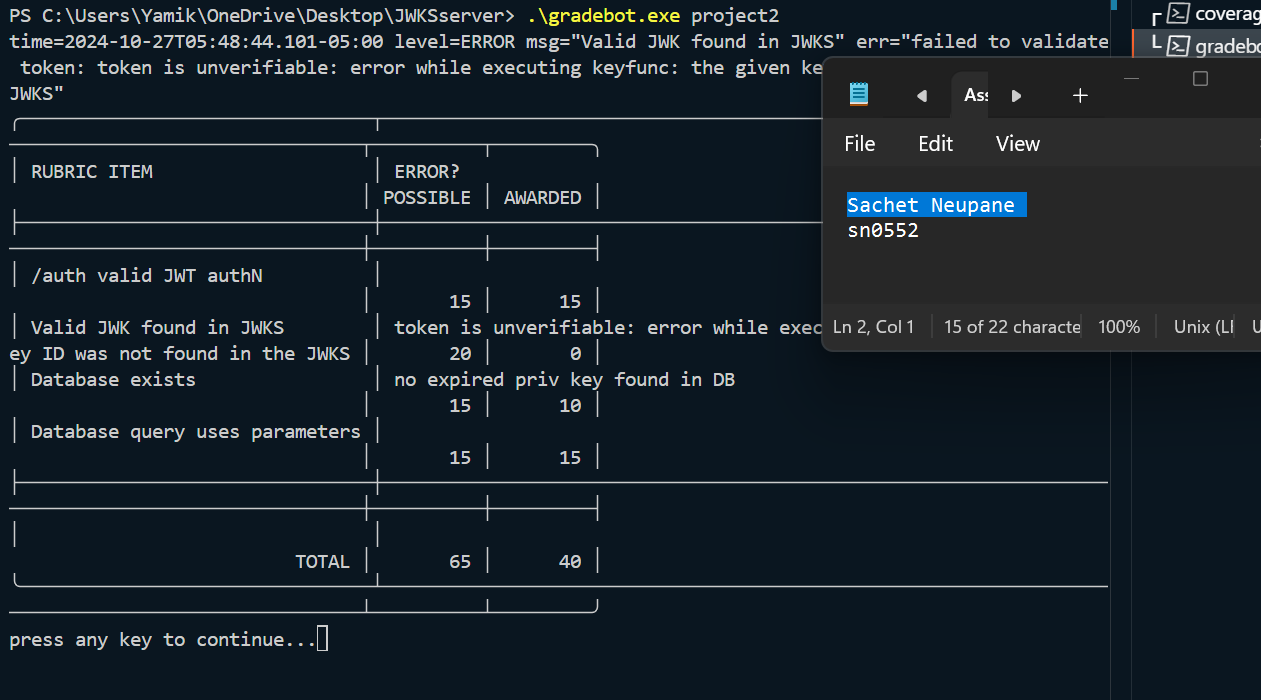 PS C:\Users\Yamik\OneDrive\Desktop\JWKSserver> .\gradebot.exe project2
time=2024-10-27T05:48:44.101-05:00 level=ERROR msg="Valid JWK found in JWKS" err="failed to validate
token: token is unverifiable: error while executing keyfunc: the given ke
JWKS"
RUBRIC ITEM ERROR?
POSSIBLE AWARDED
/auth valid JWT authN
15 15
Valid JWK found in JWKS token is unverifiable: error while exec
ey ID was not found in the JWKS 20 0
Database exists no expired priv key found in DB
15 10
Database query uses parameters
15 15
TOTAL 65 40
press any key to continue...
coverag
gradebo
Ass
File Edit View
Sachet Neupane
sn0552
Ln 2, Col 1 15 of 22 characte 100% Unix (LF